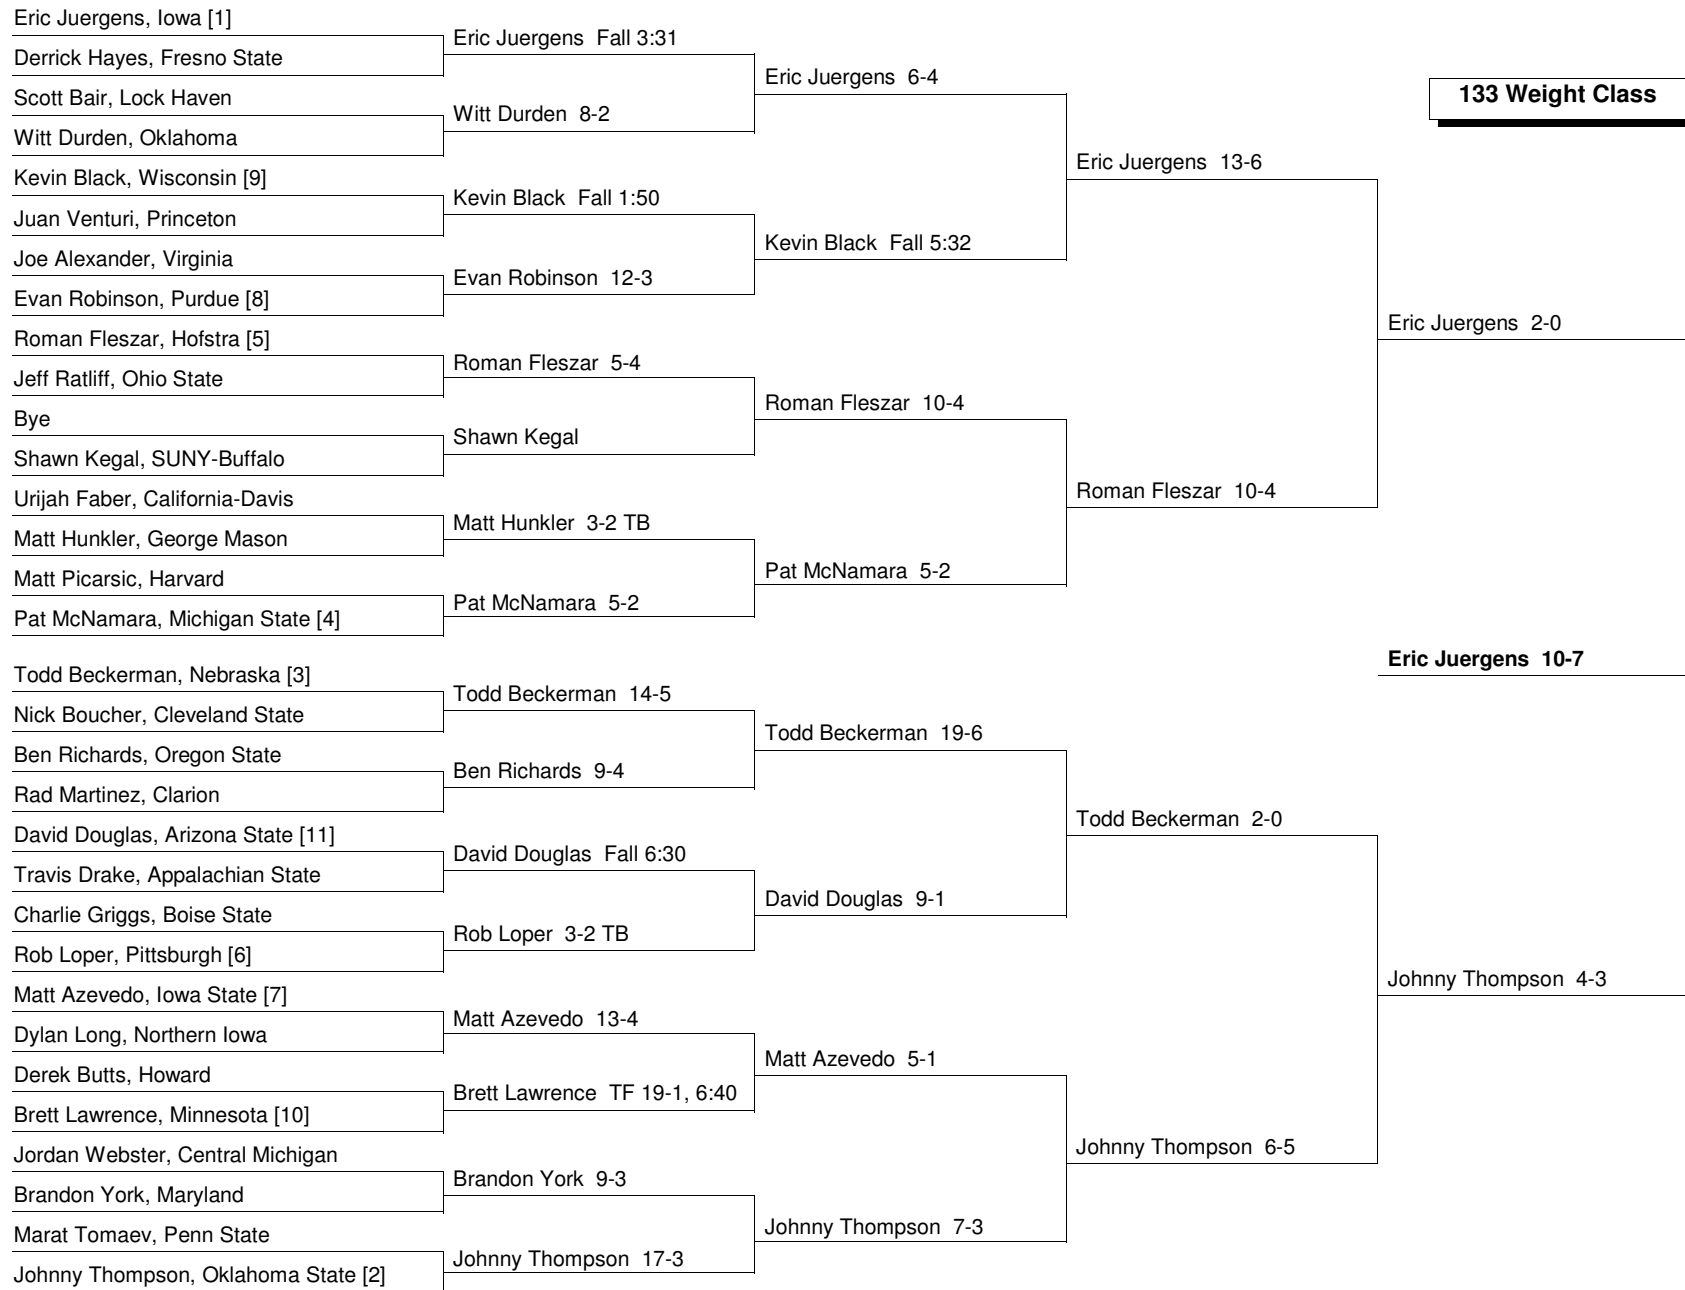 Eric Juergens, Iowa [1]
Derrick Hayes, Fresno State
Scott Bair, Lock Haven
Witt Durden, Oklahoma
Kevin Black, Wisconsin [9]
Juan Venturi, Princeton
Joe Alexander, Virginia
Evan Robinson, Purdue [8]
Roman Fleszar, Hofstra [5]
Jeff Ratliff, Ohio State
Bye
Shawn Kegal, SUNY-Buffalo
Urijah Faber, California-Davis
Matt Hunkler, George Mason
Matt Picarsic, Harvard
Pat McNamara, Michigan State [4]
Todd Beckerman, Nebraska [3]
Nick Boucher, Cleveland State
Ben Richards, Oregon State
Rad Martinez, Clarion
David Douglas, Arizona State [11]
Travis Drake, Appalachian State
Charlie Griggs, Boise State
Rob Loper, Pittsburgh [6]
Matt Azevedo, Iowa State [7]
Dylan Long, Northern Iowa
Derek Butts, Howard
Brett Lawrence, Minnesota [10]
Jordan Webster, Central Michigan
Brandon York, Maryland
Marat Tomaev, Penn State
Johnny Thompson, Oklahoma State [2]
Eric Juergens Fall 3:31
Witt Durden 8-2
Kevin Black Fall 1:50
Evan Robinson 12-3
Roman Fleszar 5-4
Shawn Kegal
Matt Hunkler 3-2 TB
Pat McNamara 5-2
Todd Beckerman 14-5
Ben Richards 9-4
David Douglas Fall 6:30
Rob Loper 3-2 TB
Matt Azevedo 13-4
Brett Lawrence TF 19-1, 6:40
Brandon York 9-3
Johnny Thompson 17-3
Eric Juergens 6-4
Kevin Black Fall 5:32
Roman Fleszar 10-4
Pat McNamara 5-2
Todd Beckerman 19-6
David Douglas 9-1
Matt Azevedo 5-1
Johnny Thompson 7-3
Eric Juergens 13-6
Roman Fleszar 10-4
Todd Beckerman 2-0
Johnny Thompson 6-5
133 Weight Class
Eric Juergens 2-0
Eric Juergens 10-7
Johnny Thompson 4-3